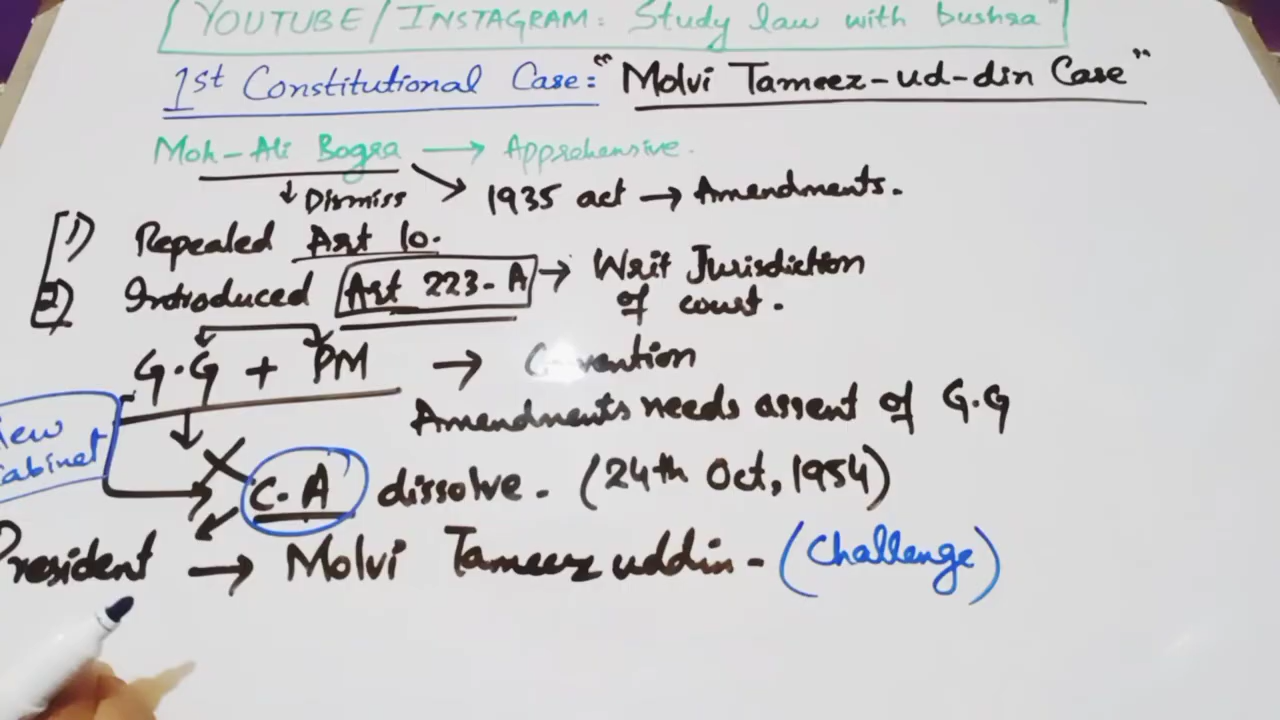 YOUTUBE/INSTAGRAM: Study law with bushra
1st Constitutional Case: "Molvi Tameez-ud-din Case"
Moh-Ali Bogra → Apprehensive.
↓ Dismiss → 1935 act → Amendments.
1) Repealed Art 10.
2) Introduced Art 223-A → Writ Jurisdiction
of court.
G.G + PM → Convention
Amendments needs assent of G.G
New
Cabinet
C.A dissolve. (24th Oct, 1954)
President → Molvi Tameez uddin - (Challenge)